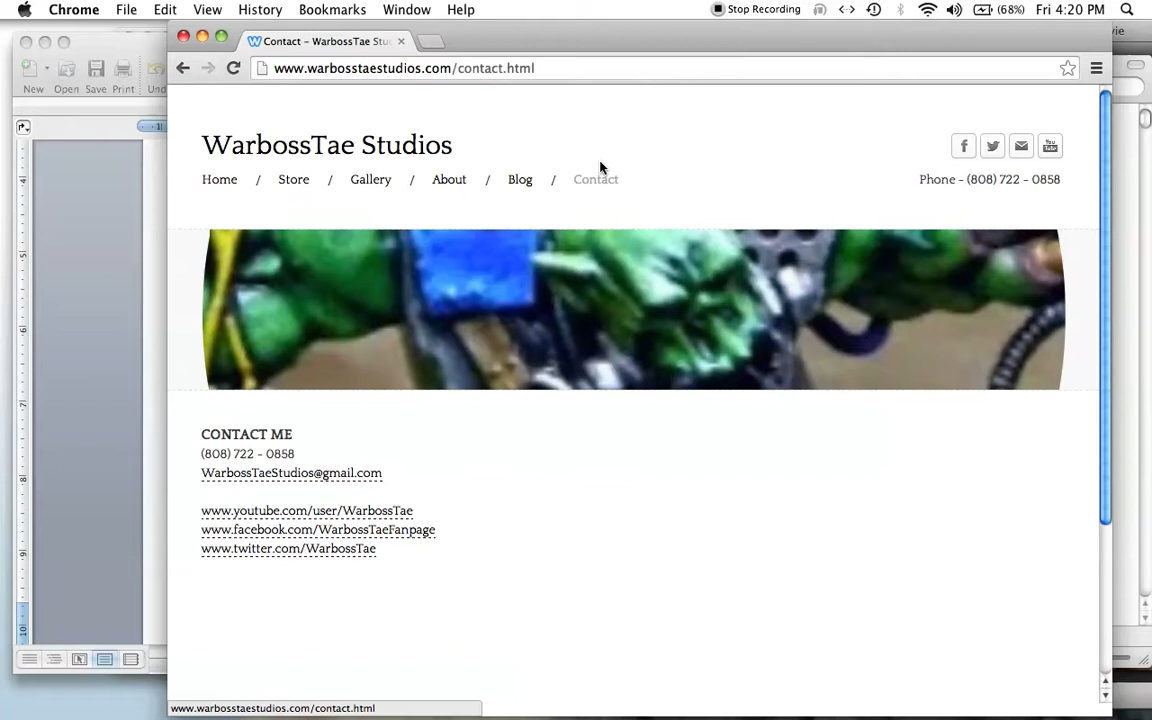 Chrome File Edit View History Bookmarks Window Help Stop Recording (68%) Fri 4:20 PM
Contact – WarbossTae Stu
New Open Save Print Und
www.warbosstaestudios.com/contact.html
WarbossTae Studios
Home / Store / Gallery / About / Blog / Contact
Phone - (808) 722 - 0858
CONTACT ME
(808) 722 - 0858
WarbossTaeStudios@gmail.com
www.youtube.com/user/WarbossTae
www.facebook.com/WarbossTaeFanpage
www.twitter.com/WarbossTae
www.warbosstaestudios.com/contact.html